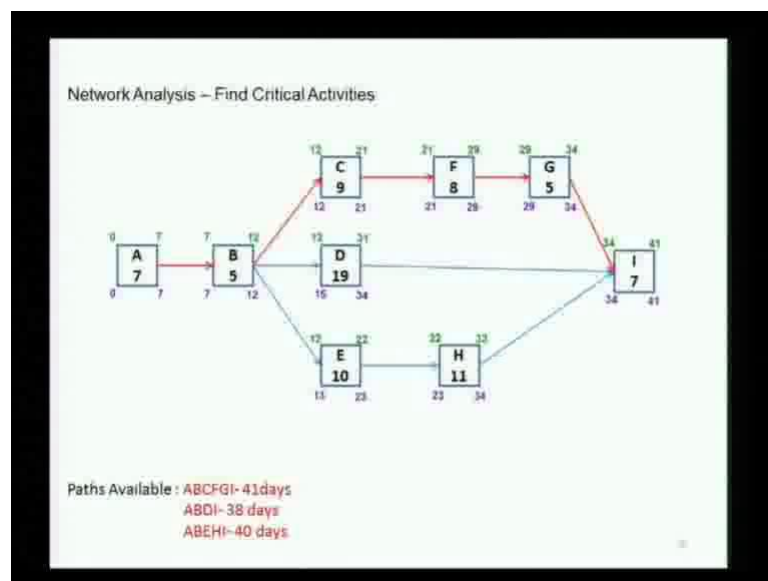 Network Analysis – Find Critical Activities
12 21 21 29 29 34
C F G
9 8 5
12 21 21 29 29 34
0 7 7 12 12 31 34 41
A B D I
7 5 19 7
0 7 7 12 15 34 34 41
12 22 22 33
E H
10 11
13 23 23 34
Paths Available : ABCFGI- 41days
ABDI- 38 days
ABEHI- 40 days